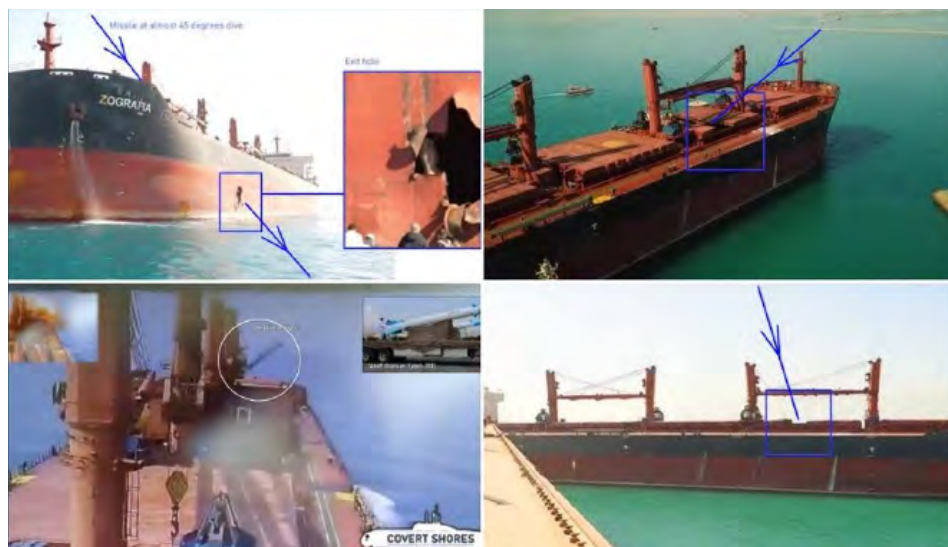 Missile at almost 45 degrees dive
Exit hole
ZOGRAFIA
COVERT SHORES